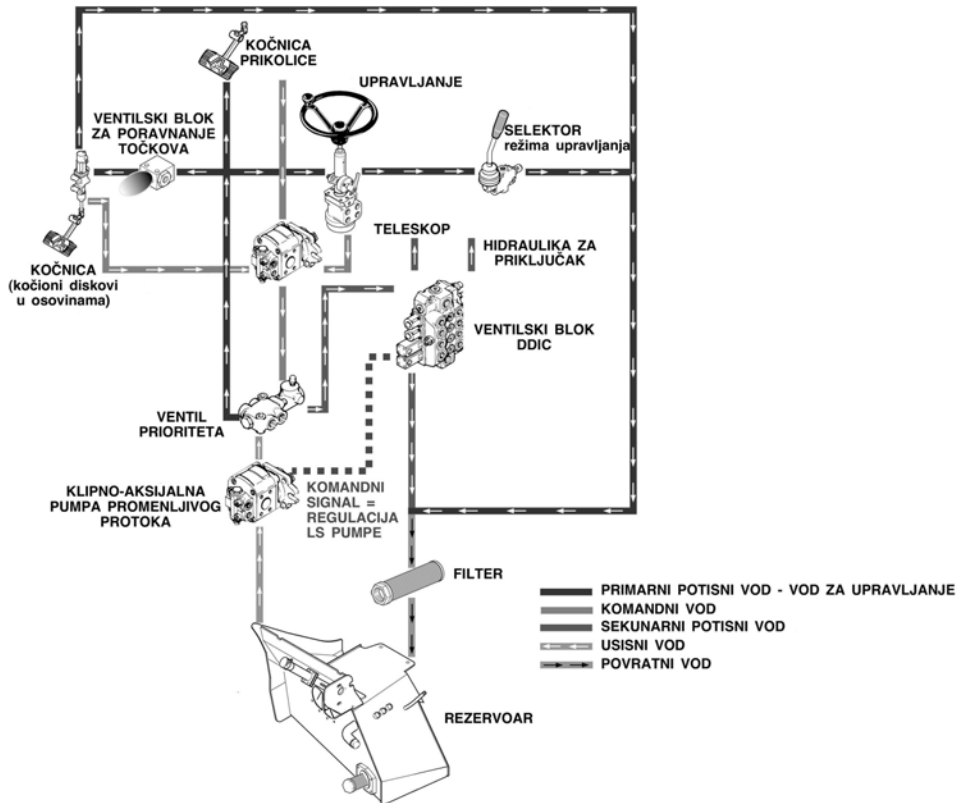 KOČNICA
PRIKOLICE
UPRAVLJANJE
VENTILSKI BLOK
ZA PORAVNANJE
TOČKOVA
SELEKTOR
režima upravljanja
TELESKOP
HIDRAULIKA ZA
PRIKLJUČAK
KOČNICA
(kočioni diskovi
u osovinama)
VENTILSKI BLOK
DDIC
VENTIL
PRIORITETA
KLIPNO-AKSIJALNA
PUMPA PROMENLJIVOG
PROTOKA
KOMANDNI
SIGNAL =
REGULACIJA
LS PUMPE
FILTER
PRIMARNI POTISNI VOD - VOD ZA UPRAVLJANJE
KOMANDNI VOD
SEKUNARNI POTISNI VOD
USISNI VOD
POVRATNI VOD
REZERVOAR